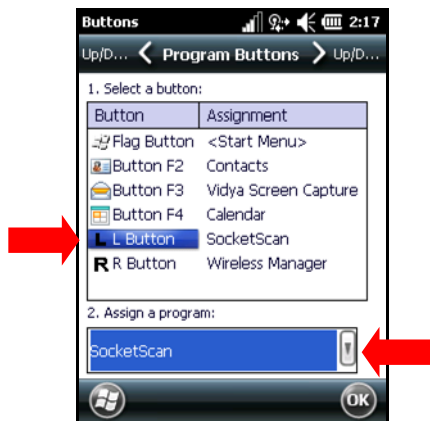 Buttons 2:17
Up/D... Program Buttons Up/D...
1. Select a button:
Button Assignment
Flag Button <Start Menu>
Button F2 Contacts
Button F3 Vidya Screen Capture
Button F4 Calendar
L L Button SocketScan
R R Button Wireless Manager
2. Assign a program:
SocketScan
OK